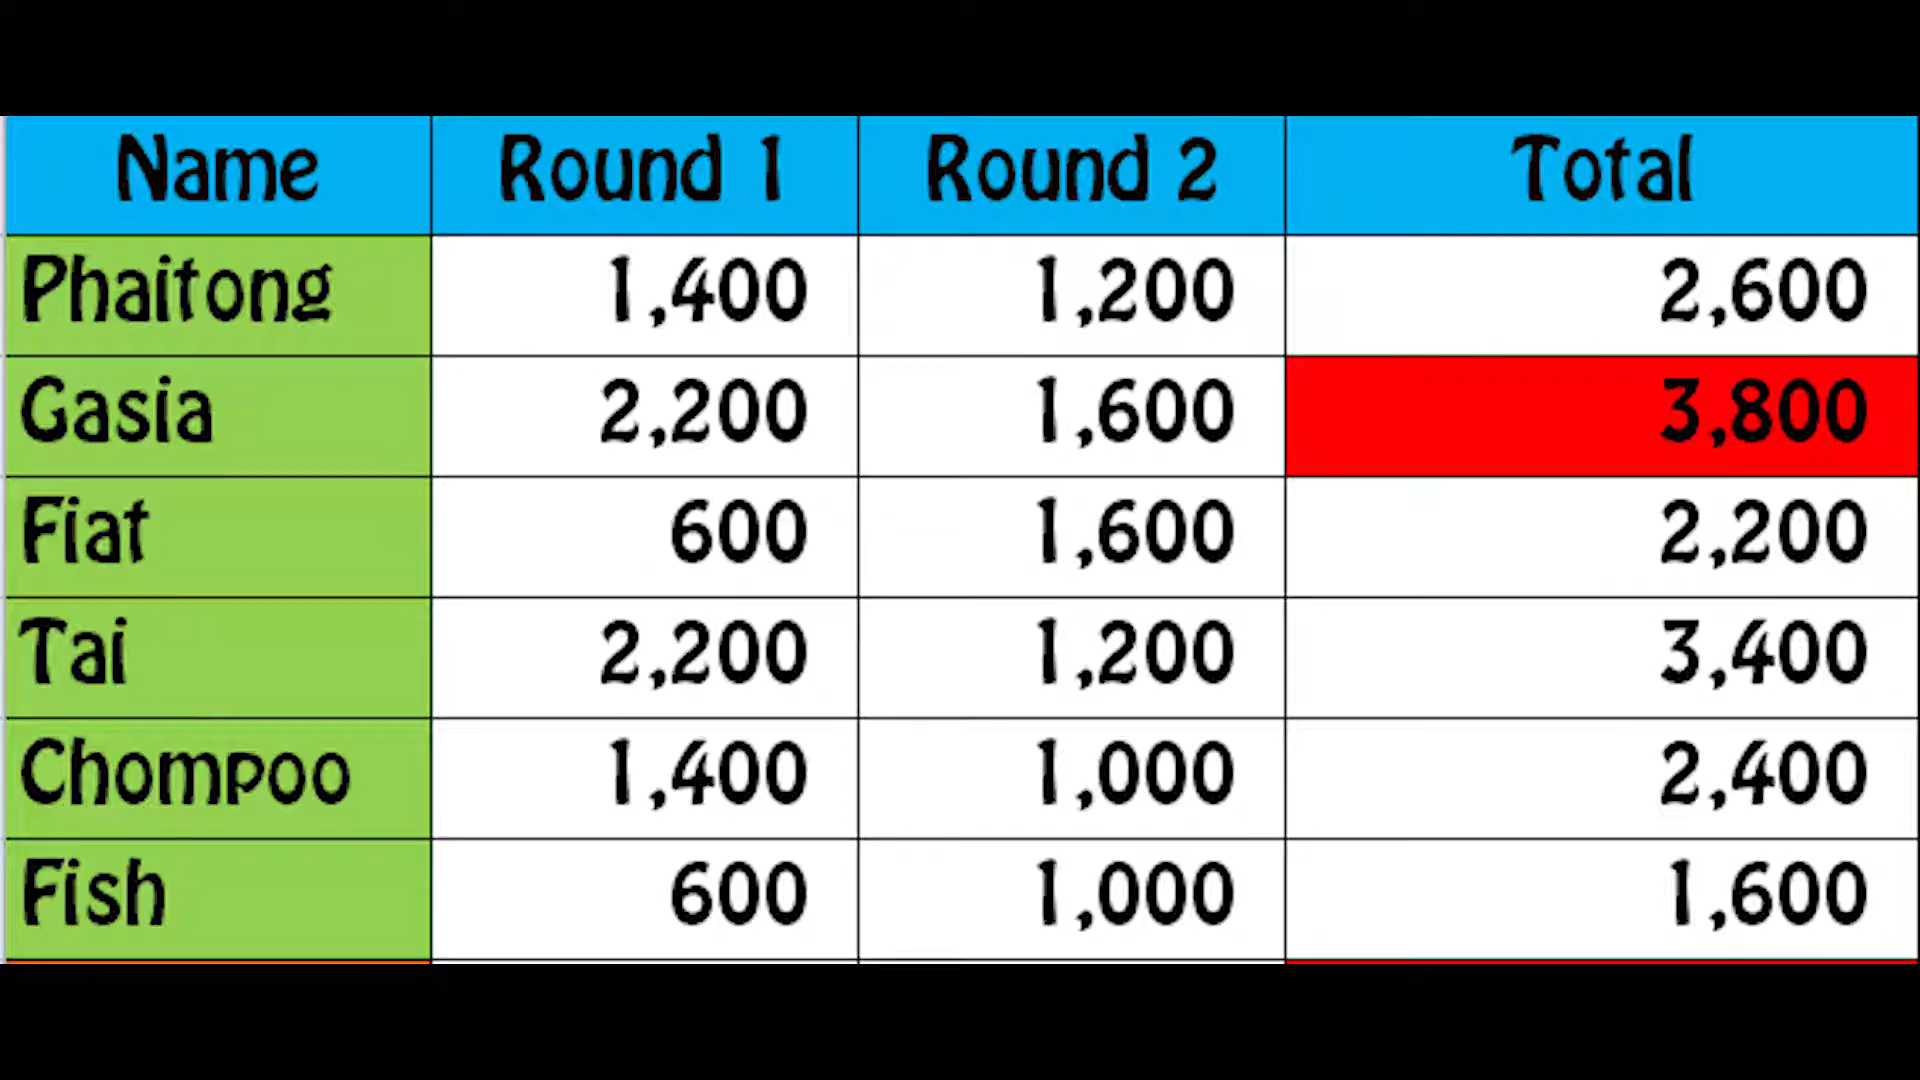 Name Round 1 Round 2 Total
Phaitong 1,400 1,200 2,600
Gasia 2,200 1,600 3,800
Fiat 600 1,600 2,200
Tai 2,200 1,200 3,400
Chompoo 1,400 1,000 2,400
Fish 600 1,000 1,600